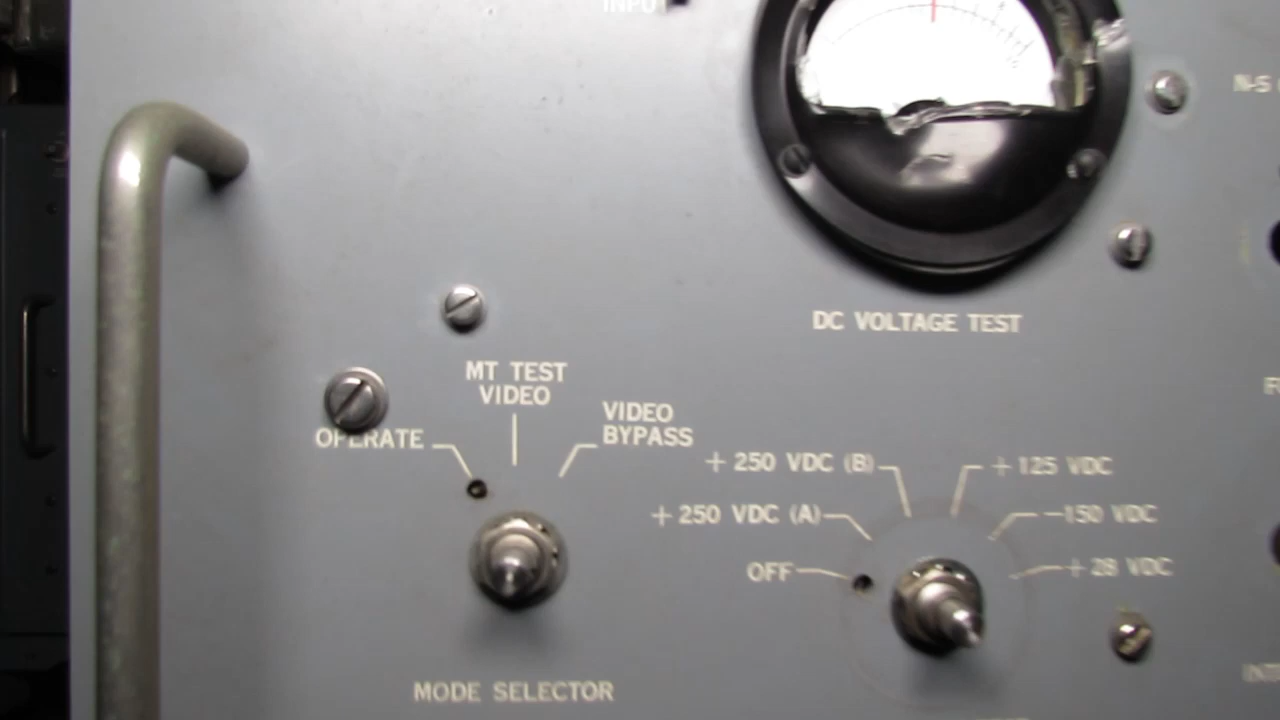 INPUT
N-S
DC VOLTAGE TEST
MT TEST
VIDEO
VIDEO
BYPASS
OPERATE
+ 250 VDC (B)
+ 125 VDC
+ 250 VDC (A)
-150 VDC
OFF
+ 28 VDC
MODE SELECTOR